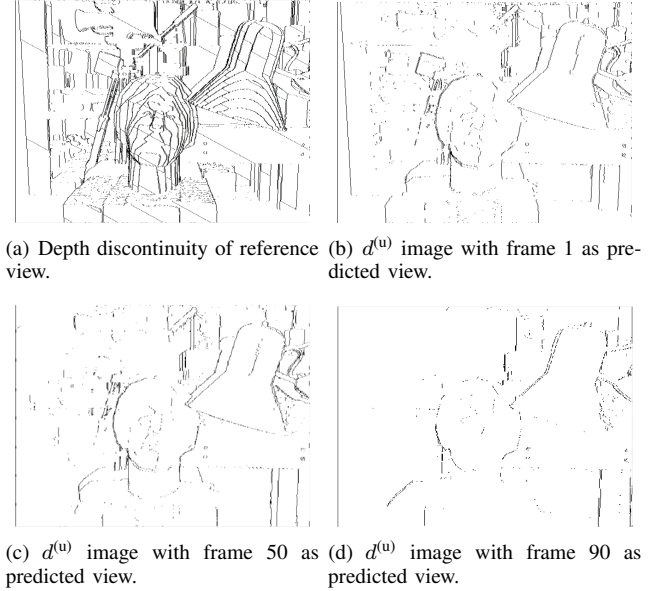 (a) Depth discontinuity of reference view.
(b) d(u) image with frame 1 as pre-
dicted view.
(c) d(u) image with frame 50 as
predicted view.
(d) d(u) image with frame 90 as
predicted view.